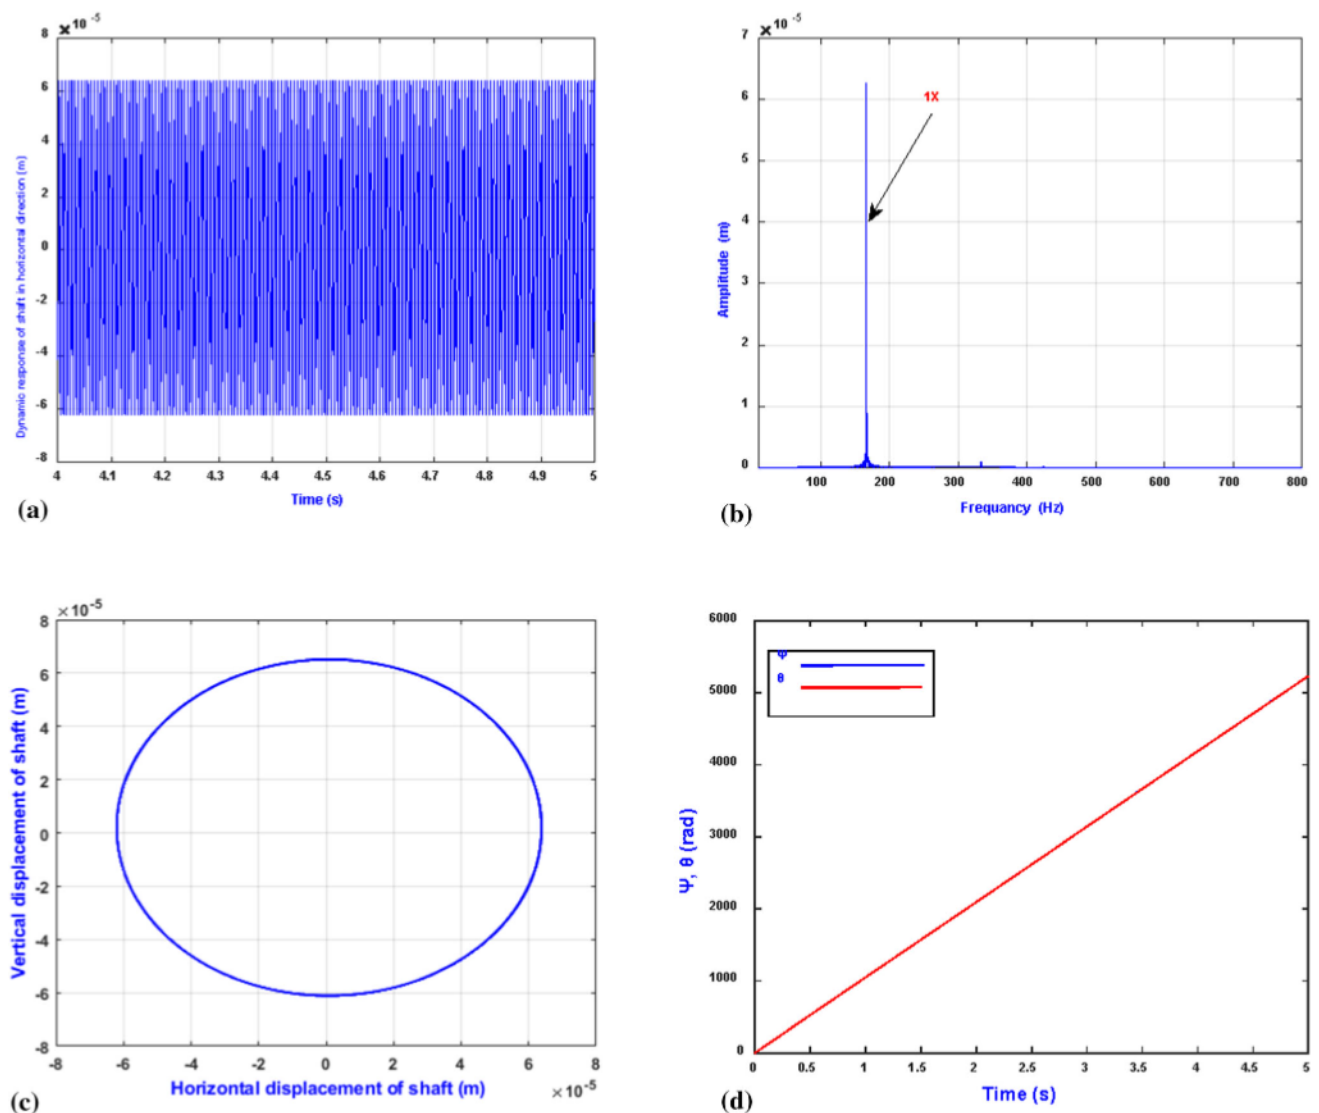 × 10 -5
8
6
4
2
0
-2
-4
-6
-8
4 4.1 4.2 4.3 4.4 4.5 4.6 4.7 4.8 4.9 5
Dynamic response of shaft in horizontal direction (m)
Time (s)
(a)
× 10 -5
7
6
5
4
3
2
1
0
1X
100 200 300 400 500 600 700 800
Amplitude (m)
Frequancy (Hz)
(b)
×10 -5
8
6
4
2
0
-2
-4
-6
-8
-8 -6 -4 -2 0 2 4 6 8
Vertical displacement of shaft (m)
Horizontal displacement of shaft (m)
×10 -5
(c)
6000
5000
4000
3000
2000
1000
0
θ
0 0.5 1 1.5 2 2.5 3 3.5 4 4.5 5
Ψ, θ (rad)
Time (s)
(d)